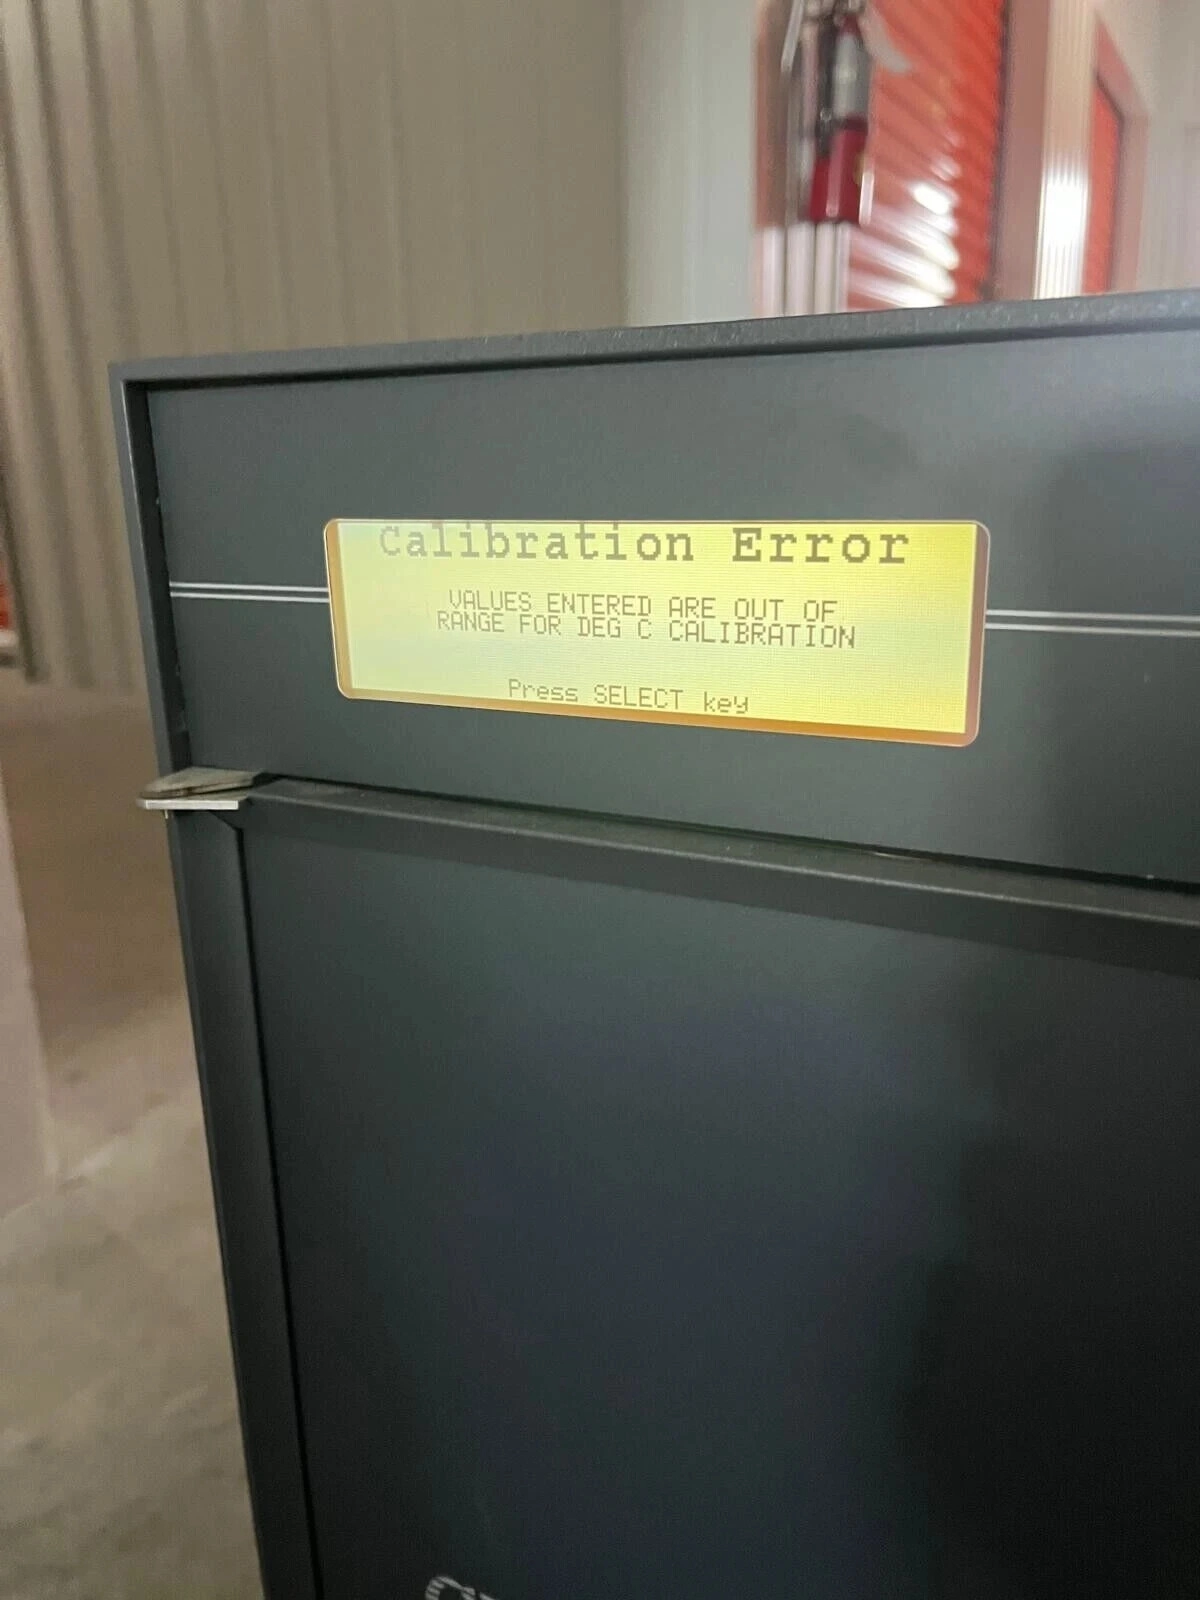 Calibration Error
VALUES ENTERED ARE OUT OF
RANGE FOR DEG C CALIBRATION
Press SELECT key